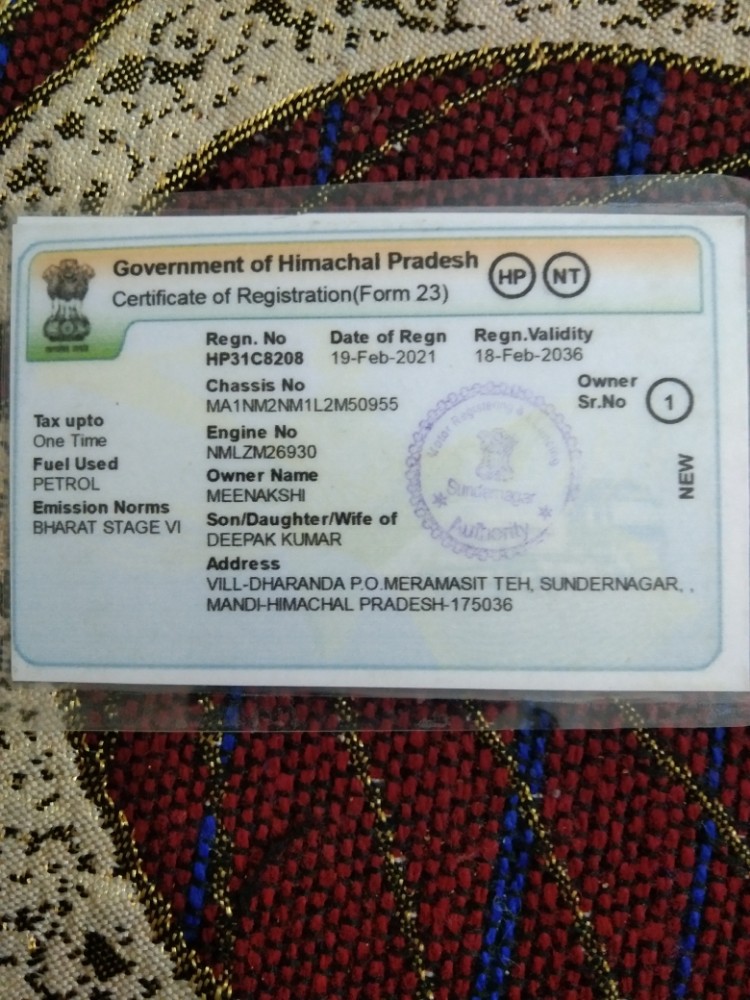 Government of Himachal Pradesh
Certificate of Registration(Form 23)
HP NT
Regn. No Date of Regn Regn.Validity
HP31C8208 19-Feb-2021 18-Feb-2036
Chassis No
MA1NM2NM1L2M50955
Owner
Sr.No 1
Tax upto
One Time
Engine No
NMLZM26930
Fuel Used
PETROL
Owner Name
MEENAKSHI
NEW
Emission Norms
BHARAT STAGE VI
Son/Daughter/Wife of
DEEPAK KUMAR
Address
VILL-DHARANDA P.O.MERAMASIT TEH, SUNDERNAGAR, ,
MANDI-HIMACHAL PRADESH-175036
Registering &
Sundernagar
Authority